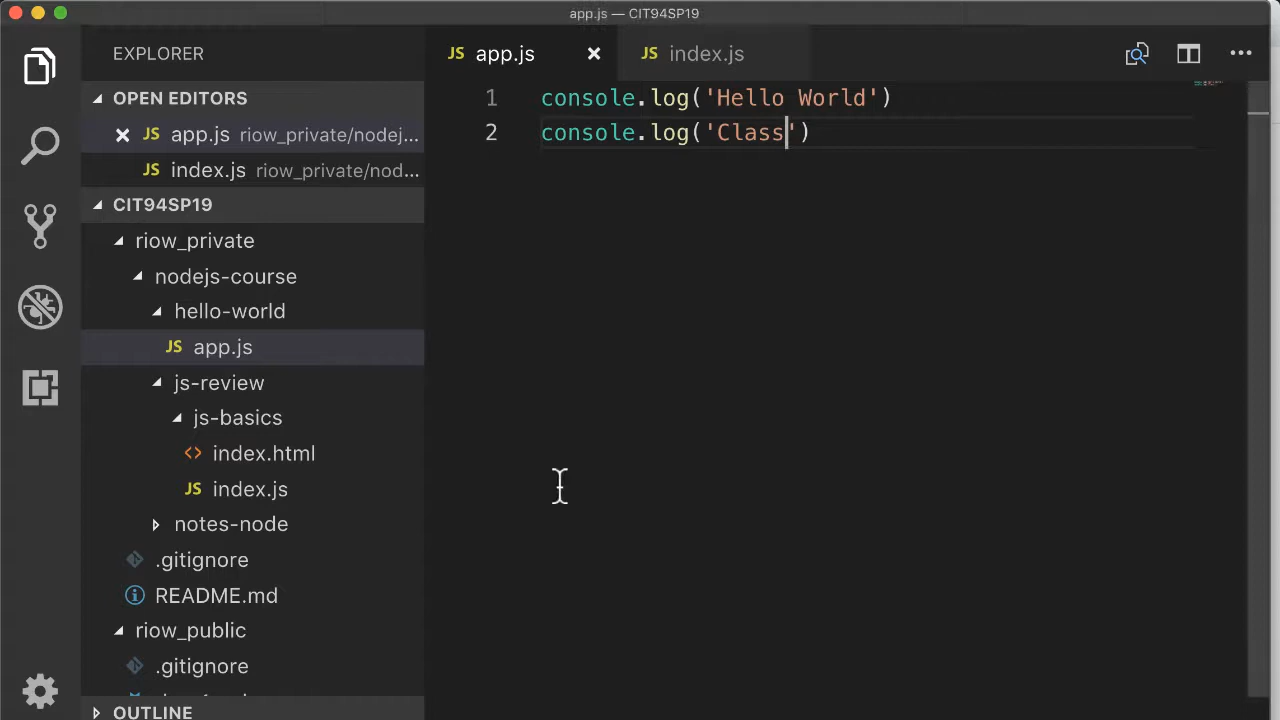 app.js — CIT94SP19
EXPLORER
OPEN EDITORS
JS app.js riow_private/nodej...
JS index.js riow_private/nod...
CIT94SP19
riow_private
nodejs-course
hello-world
JS app.js
js-review
js-basics
<> index.html
JS index.js
notes-node
.gitignore
README.md
riow_public
.gitignore
OUTLINE
JS app.js
JS index.js
1 console.log('Hello World')
2 console.log('Class')